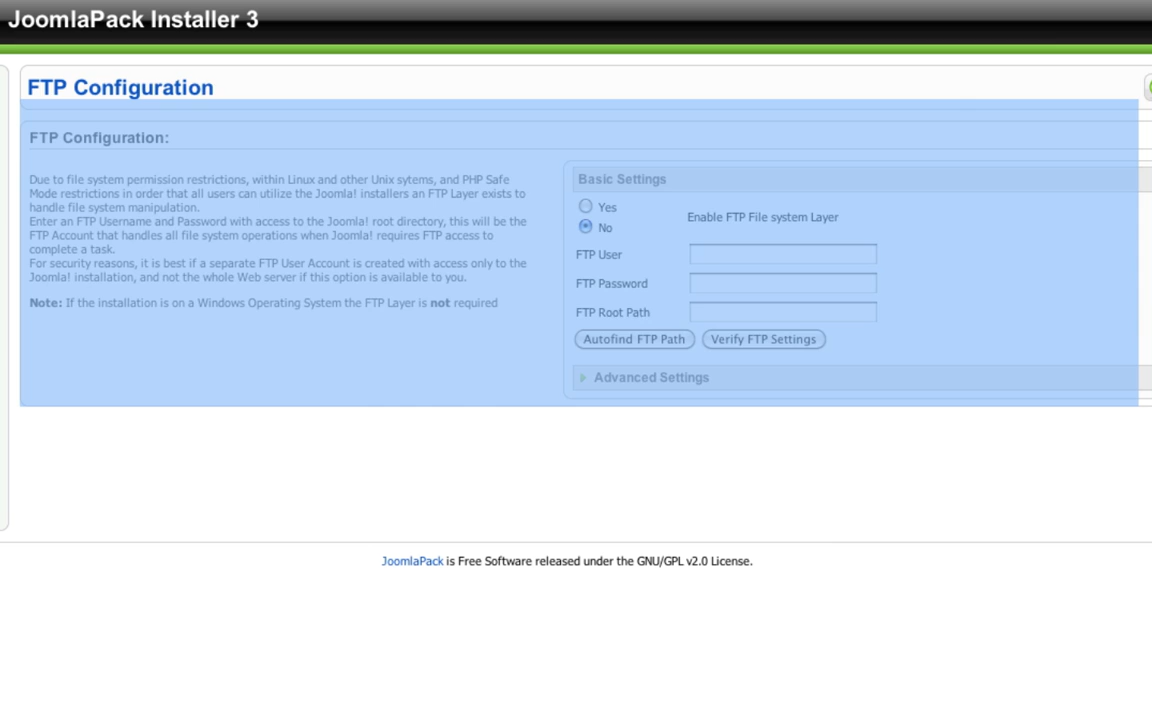 JoomlaPack Installer 3
FTP Configuration
FTP Configuration:
Due to file system permission restrictions, within Linux and other Unix sytems, and PHP Safe
Mode restrictions in order that all users can utilize the Joomla! installers an FTP Layer exists to
handle file system manipulation.
Enter an FTP Username and Password with access to the Joomla! root directory, this will be the
FTP Account that handles all file system operations when Joomla! requires FTP access to
complete a task.
For security reasons, it is best if a separate FTP User Account is created with access only to the
Joomla! installation, and not the whole Web server if this option is available to you.
Note: If the installation is on a Windows Operating System the FTP Layer is not required
Basic Settings
Yes
No
Enable FTP File system Layer
FTP User
FTP Password
FTP Root Path
Autofind FTP Path
Verify FTP Settings
Advanced Settings
JoomlaPack is Free Software released under the GNU/GPL v2.0 License.